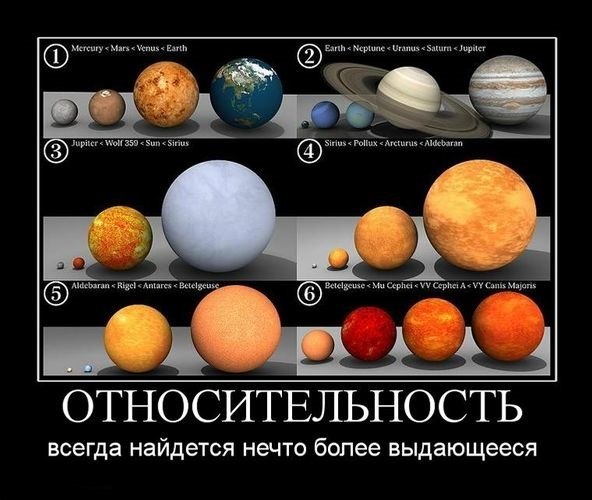 1 Mercury < Mars < Venus < Earth
2 Earth < Neptune < Uranus < Saturn < Jupiter
3 Jupiter < Wolf 359 < Sun < Sirius
4 Sirius < Pollux < Arcturus < Aldebaran
5 Aldebaran < Rigel < Antares < Betelgeuse
6 Betelgeuse < Mu Cephei < VV Cephei A < VY Canis Majoris
ОТНОСИТЕЛЬНОСТЬ
всегда найдется нечто более выдающееся